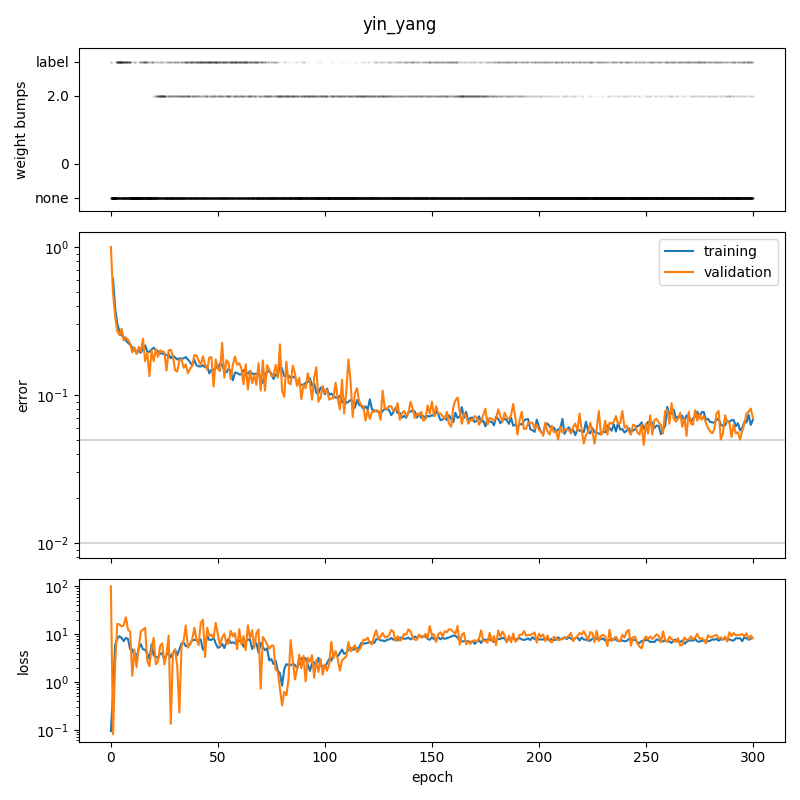 yin_yang
label
2.0
0
none
weight bumps
training
validation
10⁰
10⁻¹
10⁻²
error
10²
10¹
10⁰
10⁻¹
loss
0
50
100
150
200
250
300
epoch